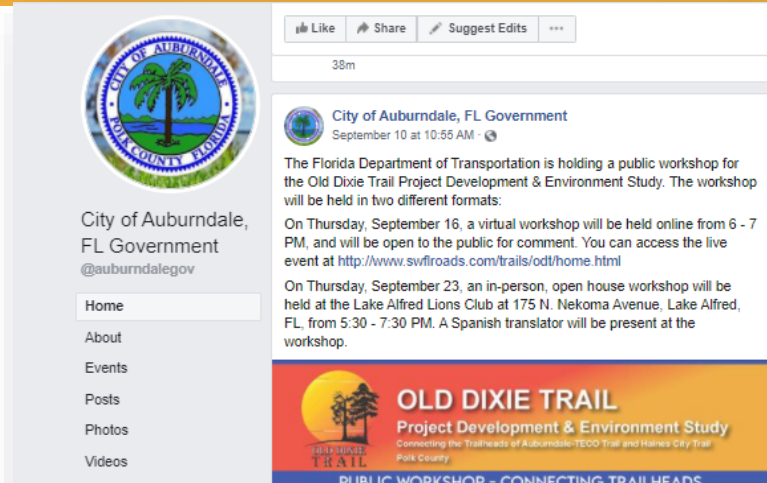 Like Share Suggest Edits ...
38m
CITY OF AUBURNDALE
POLK COUNTY FLORIDA
City of Auburndale,
FL Government
@auburndalegov
Home
About
Events
Posts
Photos
Videos
City of Auburndale, FL Government
September 10 at 10:55 AM ·
The Florida Department of Transportation is holding a public workshop for
the Old Dixie Trail Project Development & Environment Study. The workshop
will be held in two different formats:
On Thursday, September 16, a virtual workshop will be held online from 6 - 7
PM, and will be open to the public for comment. You can access the live
event at http://www.swflroads.com/trails/odt/home.html
On Thursday, September 23, an in-person, open house workshop will be
held at the Lake Alfred Lions Club at 175 N. Nekoma Avenue, Lake Alfred,
FL, from 5:30 - 7:30 PM. A Spanish translator will be present at the
workshop.
OLD DIXIE
TRAIL
OLD DIXIE TRAIL
Project Development & Environment Study
Connecting the Trailheads of Auburndale-TECO Trail and Haines City Trail
Polk County
PUBLIC WORKSHOP - CONNECTING TRAILHEADS